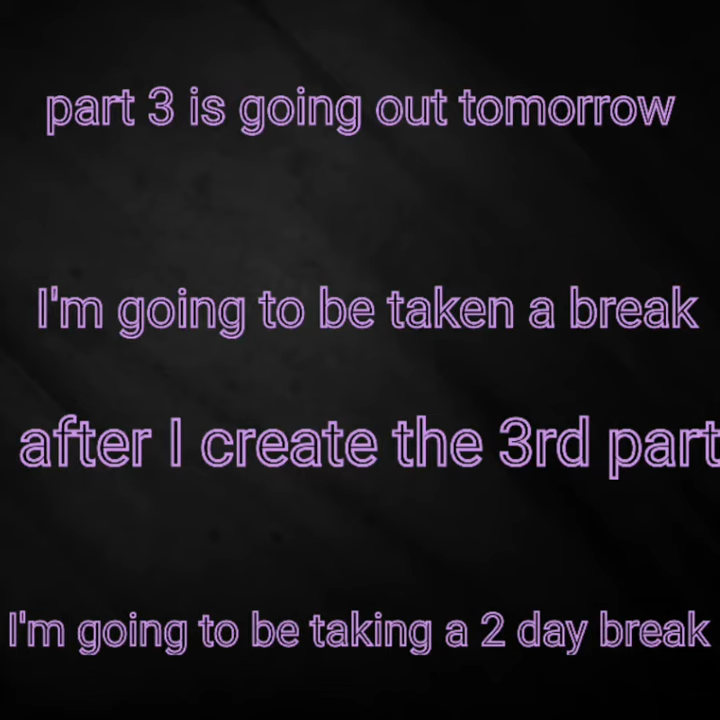 part 3 is going out tomorrow
I'm going to be taken a break
after I create the 3rd part
I'm going to be taking a 2 day break